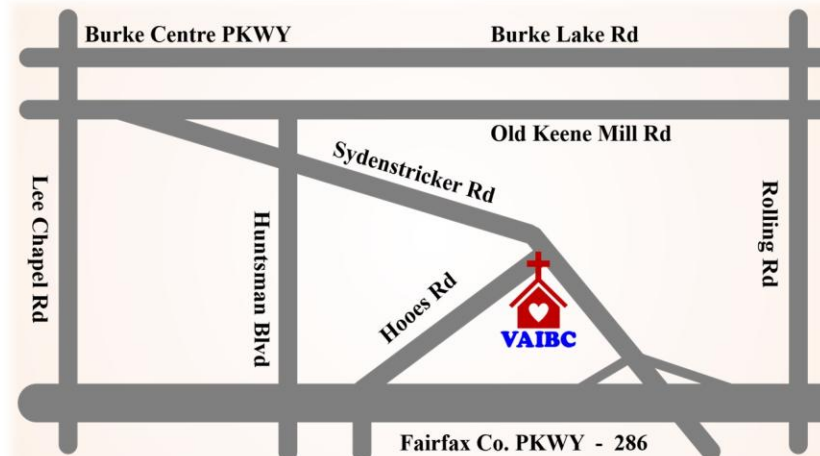 Burke Centre PKWY
Burke Lake Rd
Old Keene Mill Rd
Sydenstricker Rd
Lee Chapel Rd
Huntsman Blvd
Hooes Rd
Rolling Rd
VAIBC
Fairfax Co. PKWY - 286